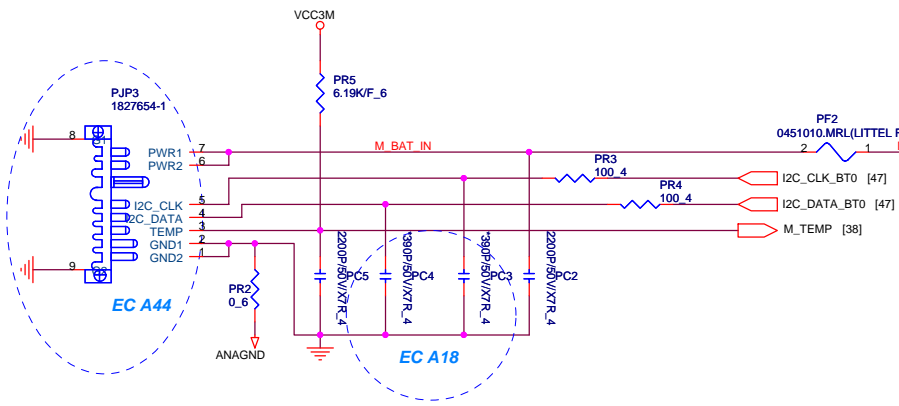 VCC3M
PR5
6.19K/F_6
PJP3
1827654-1
PF2
0451010.MRL(LITTEL F
8
PWR1
7
M_BAT_IN
2
1
PWR2
6
PR3
100_4
I2C_CLK_BT0 [47]
PR4
100_4
I2C_CLK
5
I2C_DATA
4
I2C_DATA_BT0 [47]
TEMP
3
M_TEMP [38]
GND1
2
GND2
1
9
PR2
0_6
2200P/50V/X7R_4
PC5
*390P/50V/X7R_4
PC4
*390P/50V/X7R_4
PC3
2200P/50V/X7R_4
PC2
EC A44
ANAGND
EC A18